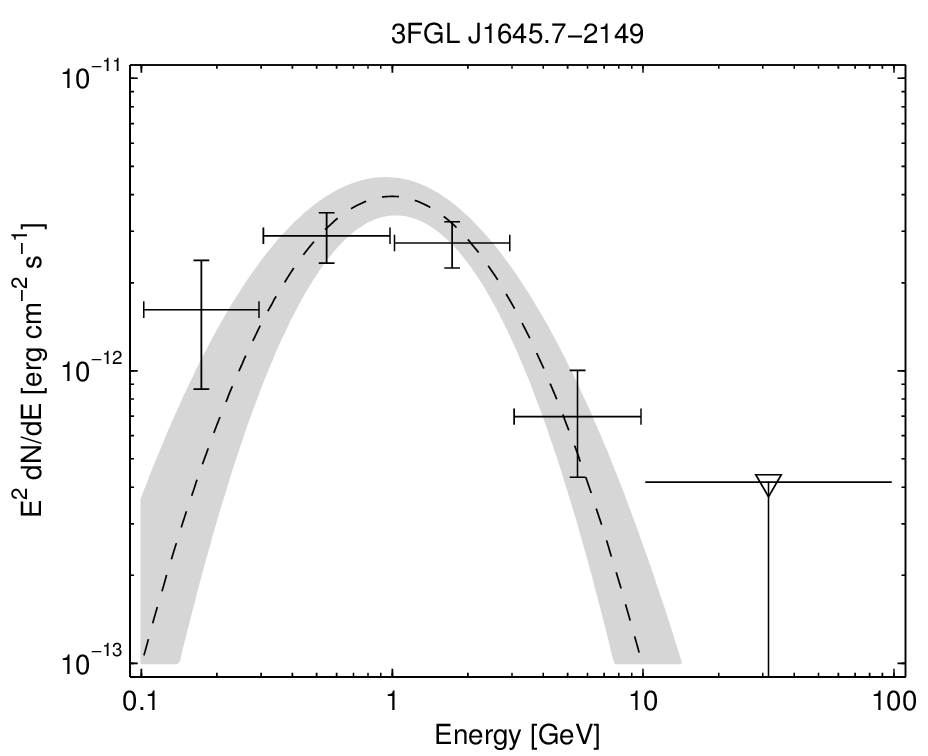 3FGL J1645.7−2149
10⁻¹¹
10⁻¹²
10⁻¹³
E² dN/dE [erg cm⁻² s⁻¹]
0.1 1 10 100
Energy [GeV]